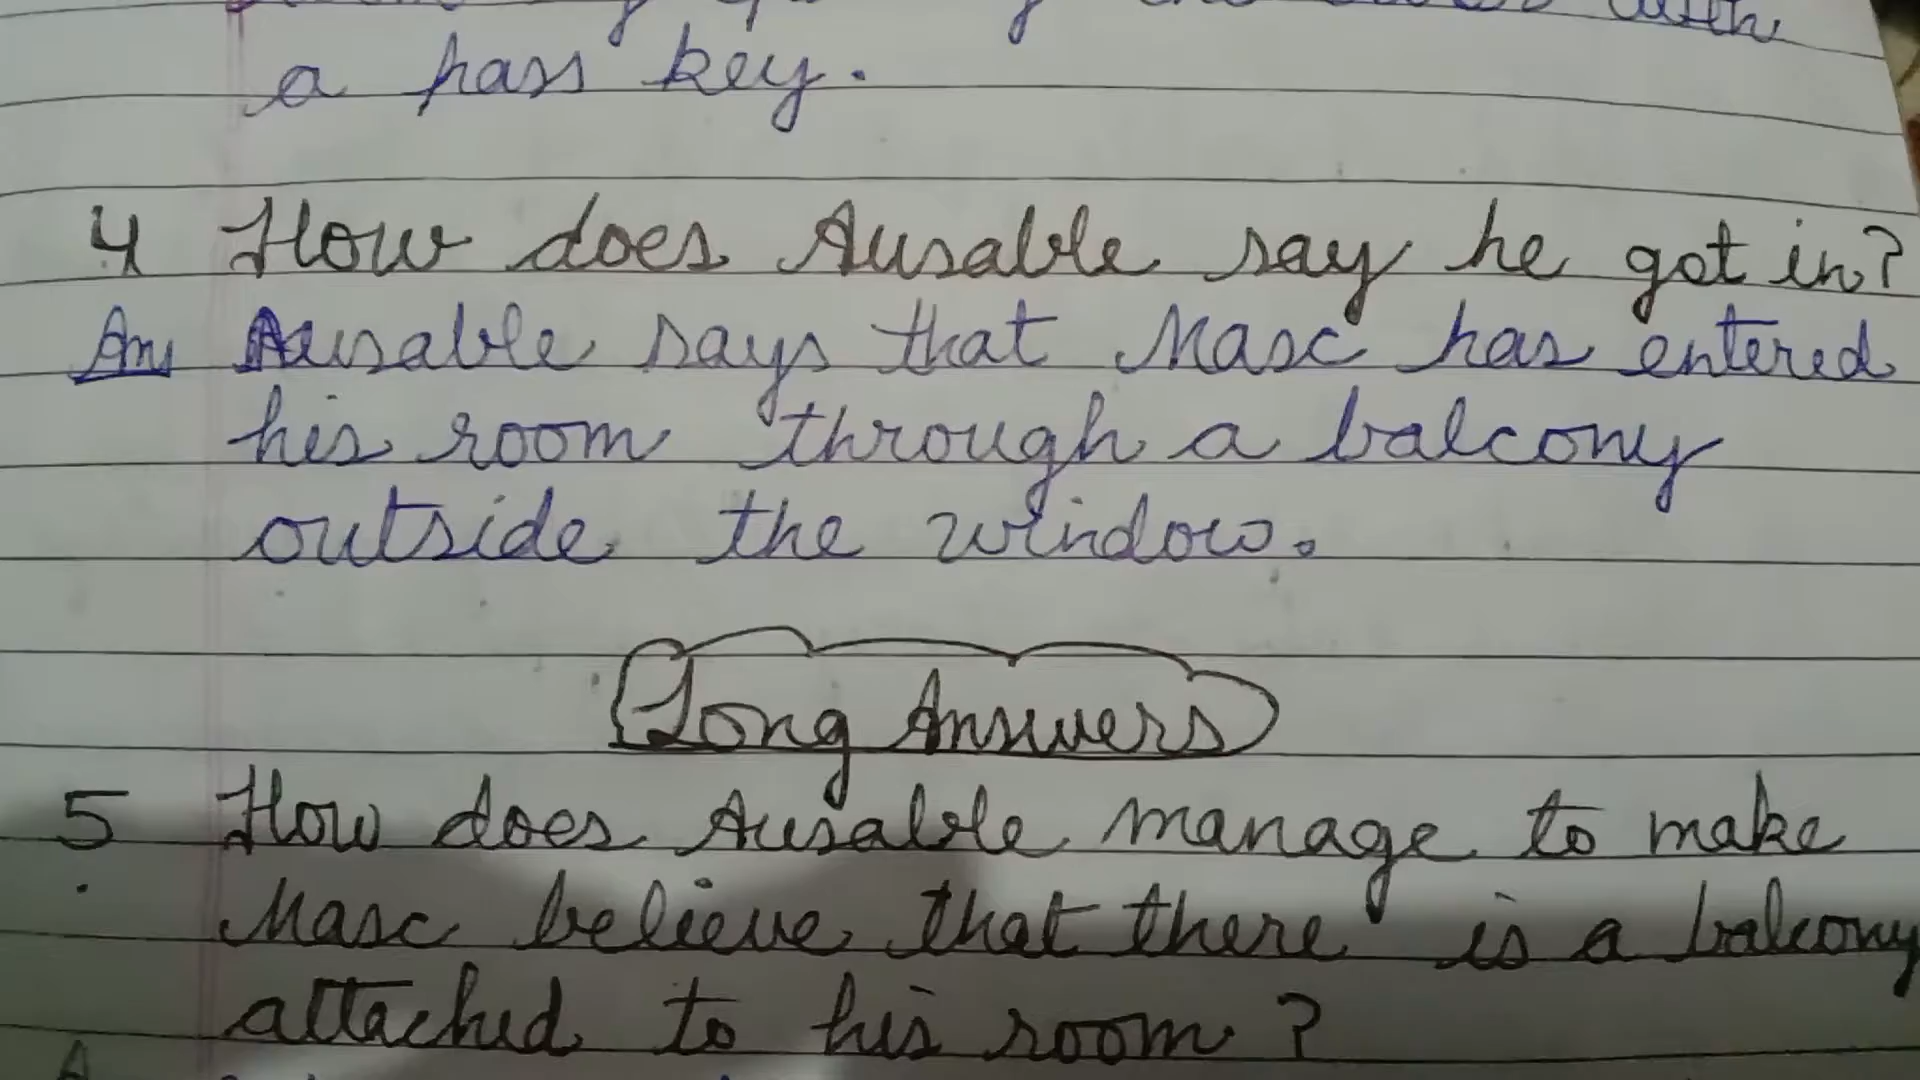 with
a pass key.
4 How does Ausable say he got in?
Ans Ausable says that Masc has entered
his room through a balcony
outside the window.
Long Answers
5 How does Ausable manage to make
Masc believe that there is a balcony
attached to his room?